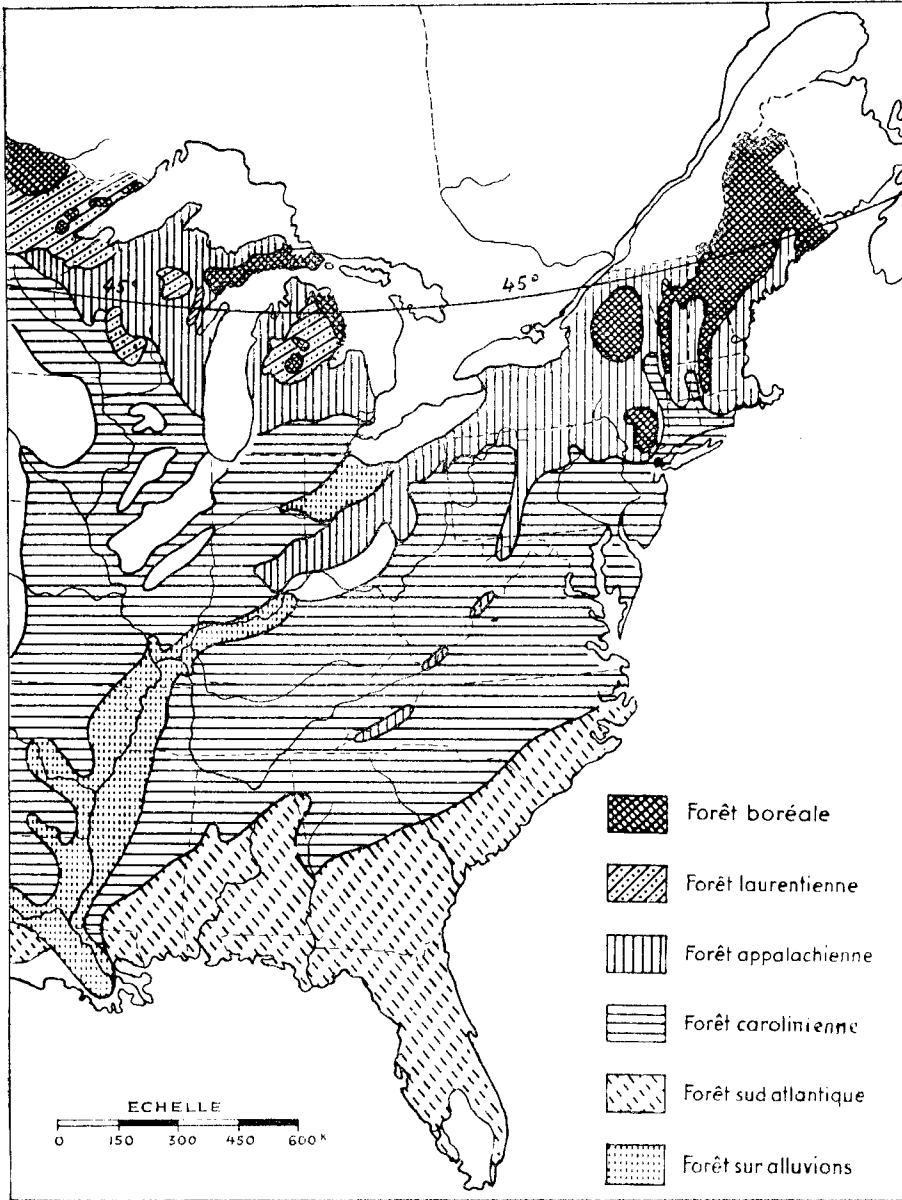 45°
45°
Forêt boréale
Forêt laurentienne
Forêt appalachienne
Forêt carolinienne
Forêt sud atlantique
Forêt sur alluvions
ECHELLE
0 150 300 450 600 K